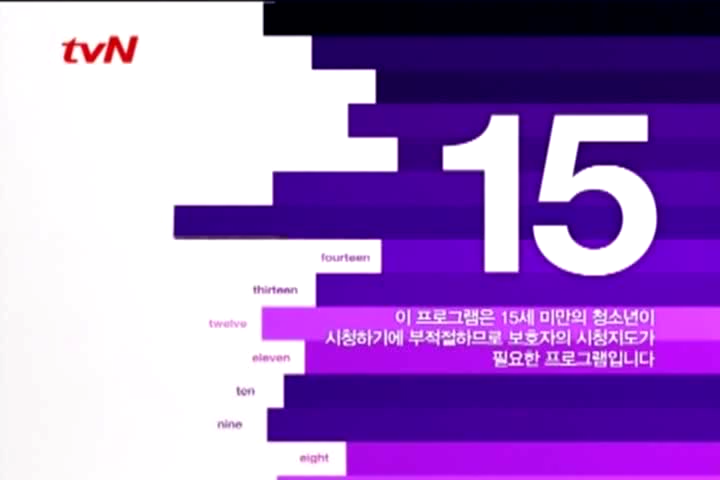 tvN
15
fourteen
thirteen
twelve
eleven
ten
nine
eight
이 프로그램은 15세 미만의 청소년이
시청하기에 부적절하므로 보호자의 시청지도가
필요한 프로그램입니다